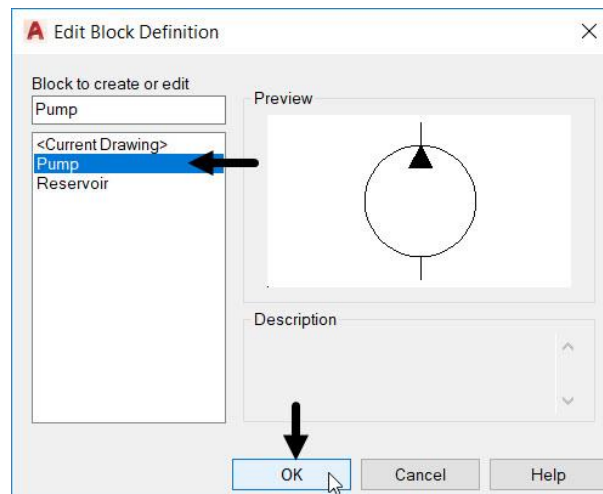 Edit Block Definition
Block to create or edit
Pump
<Current Drawing>
Pump
Reservoir
Preview
Description
OK
Cancel
Help